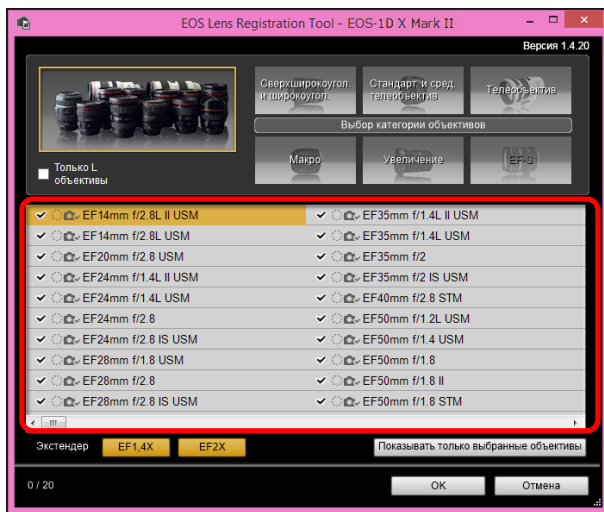 EOS Lens Registration Tool - EOS-1D X Mark II
Версия 1.4.20
Сверхширокоугол. и широкоугол.
Стандарт. и сред. телеобъектив
Телеобъектив
Выбор категории объективов
Только L объективы
Макро
Увеличение
EF-S
EF14mm f/2.8L II USM
EF14mm f/2.8L USM
EF20mm f/2.8 USM
EF24mm f/1.4L II USM
EF24mm f/1.4L USM
EF24mm f/2.8
EF24mm f/2.8 IS USM
EF28mm f/1.8 USM
EF28mm f/2.8
EF28mm f/2.8 IS USM
EF35mm f/1.4L II USM
EF35mm f/1.4L USM
EF35mm f/2
EF35mm f/2 IS USM
EF40mm f/2.8 STM
EF50mm f/1.2L USM
EF50mm f/1.4 USM
EF50mm f/1.8
EF50mm f/1.8 II
EF50mm f/1.8 STM
Экстендер
EF1,4X
EF2X
Показывать только выбранные объективы
0 / 20
OK
Отмена